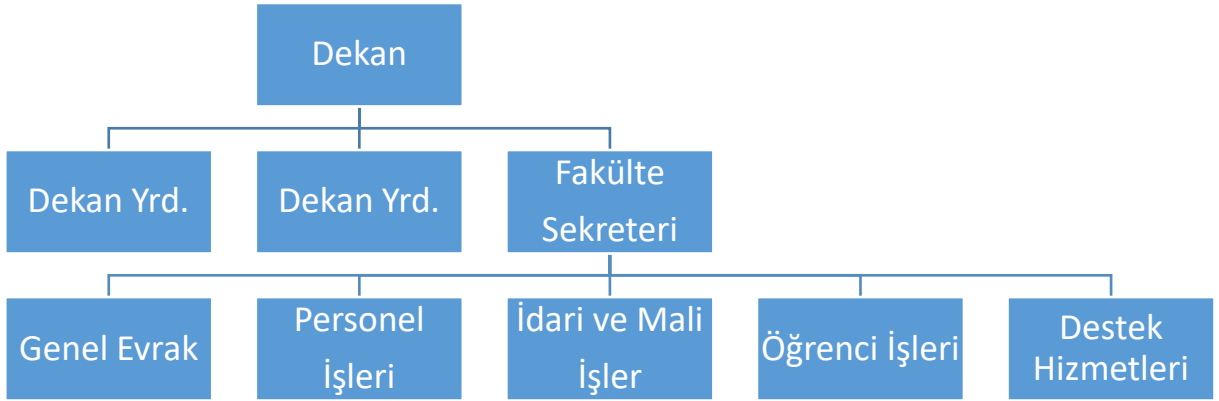 Dekan
Dekan Yrd.
Dekan Yrd.
Fakülte
Sekreteri
Genel Evrak
Personel
İşleri
İdari ve Mali
İşler
Öğrenci İşleri
Destek
Hizmetleri